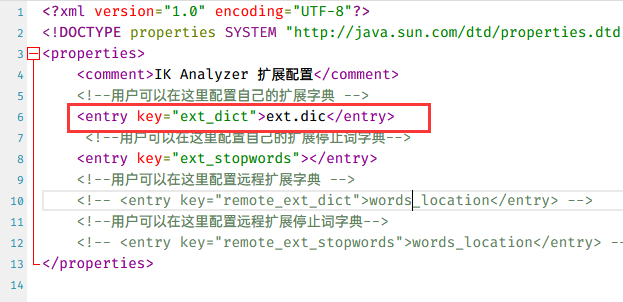 1 <?xml version="1.0" encoding="UTF-8"?>
2 <!DOCTYPE properties SYSTEM "http://java.sun.com/dtd/properties.dtd
3 <properties>
4 <comment>IK Analyzer 扩展配置</comment>
5 <!--用户可以在这里配置自己的扩展字典 -->
6 <entry key="ext_dict">ext.dic</entry>
7 <!--用户可以在这里配置自己的扩展停止词字典-->
8 <entry key="ext_stopwords"></entry>
9 <!--用户可以在这里配置远程扩展字典 -->
10 <!-- <entry key="remote_ext_dict">words_location</entry> -->
11 <!--用户可以在这里配置远程扩展停止词字典-->
12 <!-- <entry key="remote_ext_stopwords">words_location</entry> --
13 </properties>
14